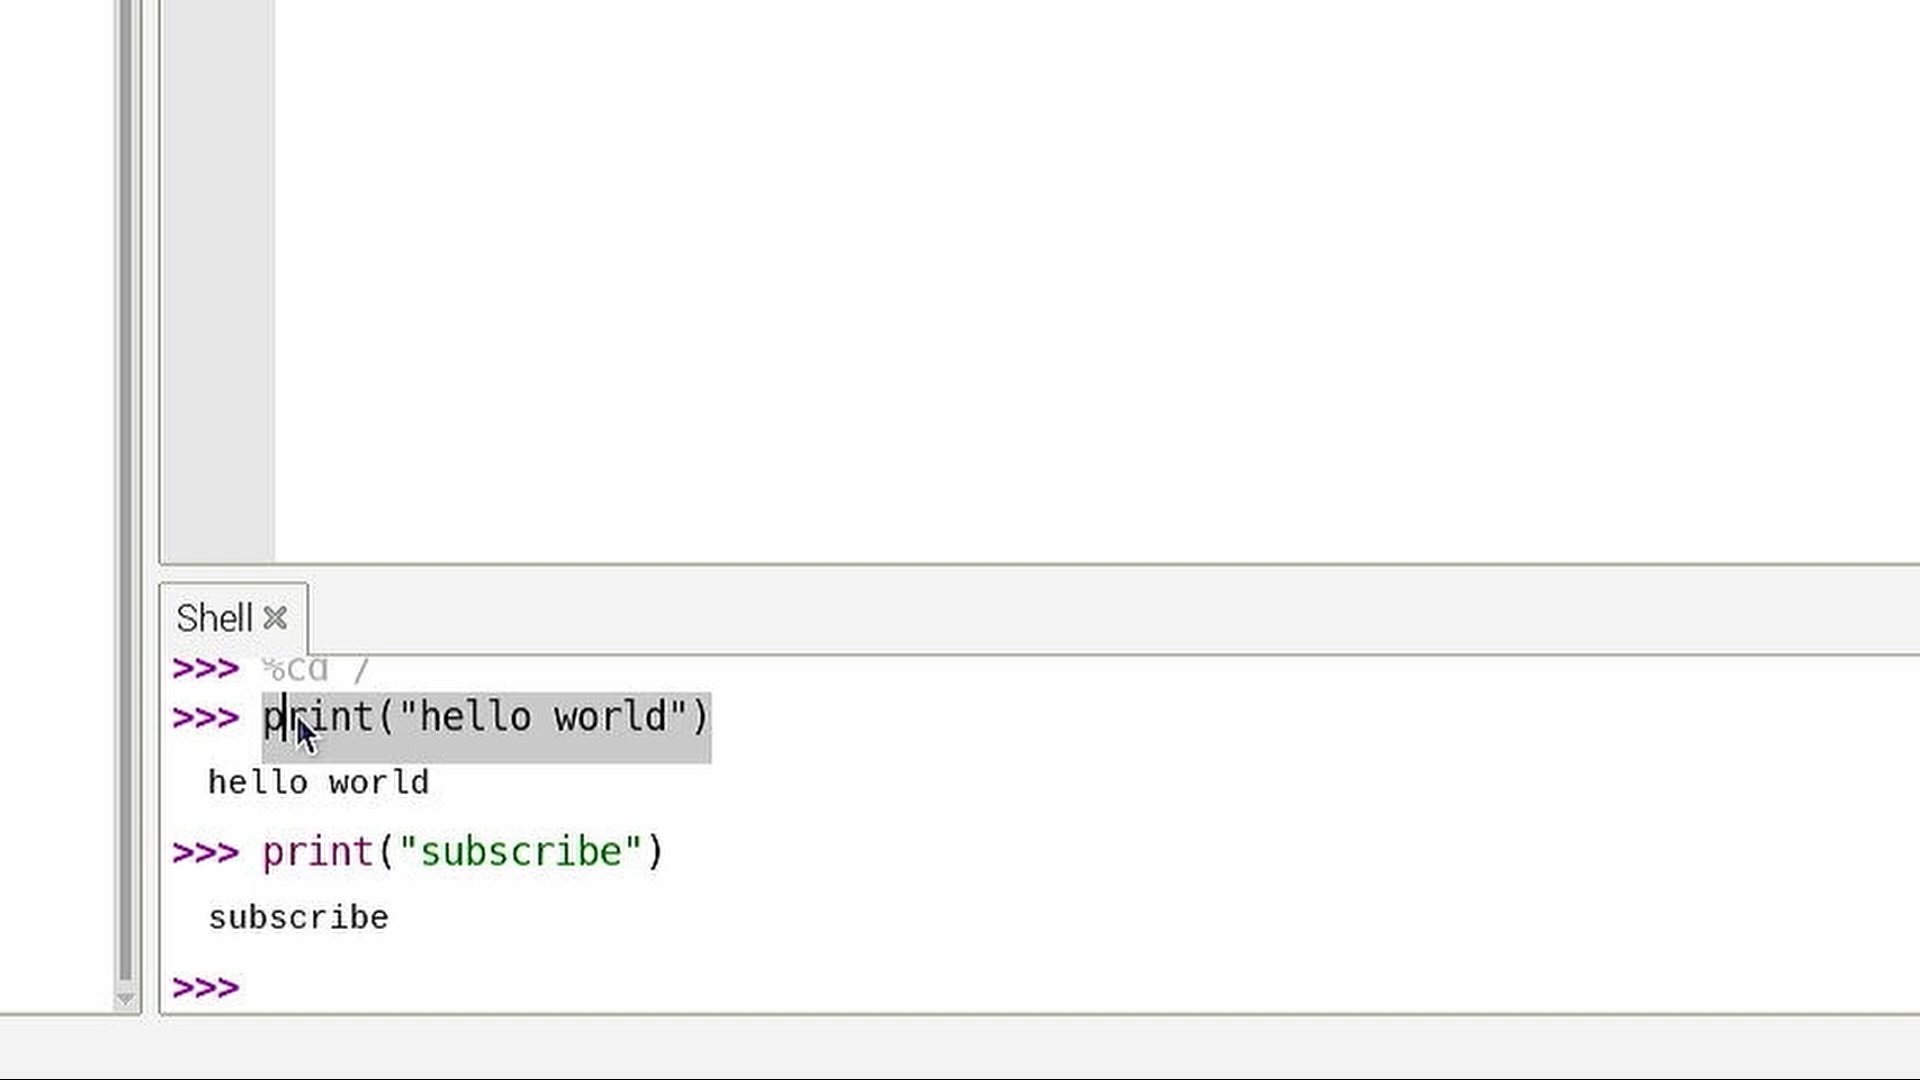 Shell
>>> %cd /
>>> print("hello world")
hello world
>>> print("subscribe")
subscribe
>>>